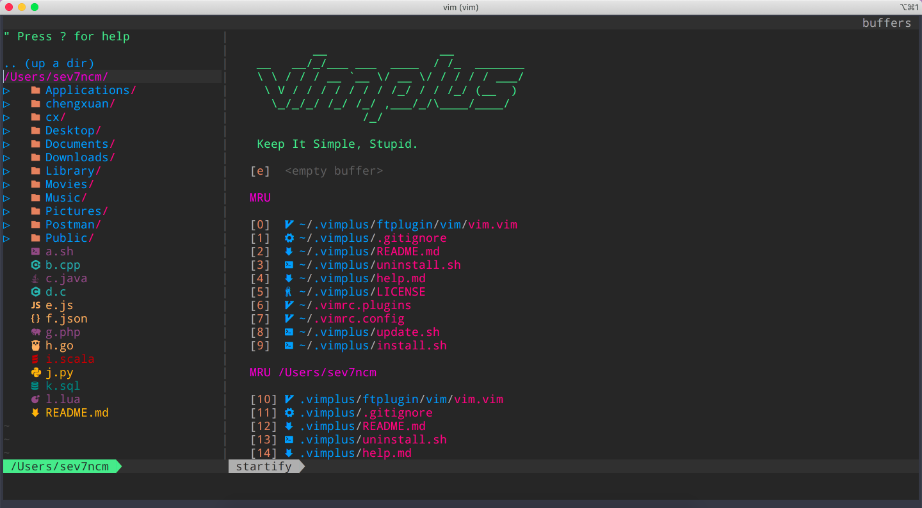 vim (vim)
⌥⌘1
buffers
" Press ? for help
.. (up a dir)
/Users/sev7ncm/
▷ Applications/
▷ chengxuan/
▷ cx/
▷ Desktop/
▷ Documents/
▷ Downloads/
▷ Library/
▷ Movies/
▷ Music/
▷ Pictures/
▷ Postman/
▷ Public/
a.sh
b.cpp
c.java
d.c
JS e.js
{} f.json
g.php
h.go
i.scala
j.py
k.sql
l.lua
README.md
~
~
~
/Users/sev7ncm
Vimplus
Keep It Simple, Stupid.
[e] <empty buffer>
MRU
[0] ~/.vimplus/ftplugin/vim/vim.vim
[1] ~/.vimplus/.gitignore
[2] ~/.vimplus/README.md
[3] ~/.vimplus/uninstall.sh
[4] ~/.vimplus/help.md
[5] ~/.vimplus/LICENSE
[6] ~/.vimrc.plugins
[7] ~/.vimrc.config
[8] ~/.vimplus/update.sh
[9] ~/.vimplus/install.sh
MRU /Users/sev7ncm
[10] .vimplus/ftplugin/vim/vim.vim
[11] .vimplus/.gitignore
[12] .vimplus/README.md
[13] .vimplus/uninstall.sh
[14] .vimplus/help.md
startify